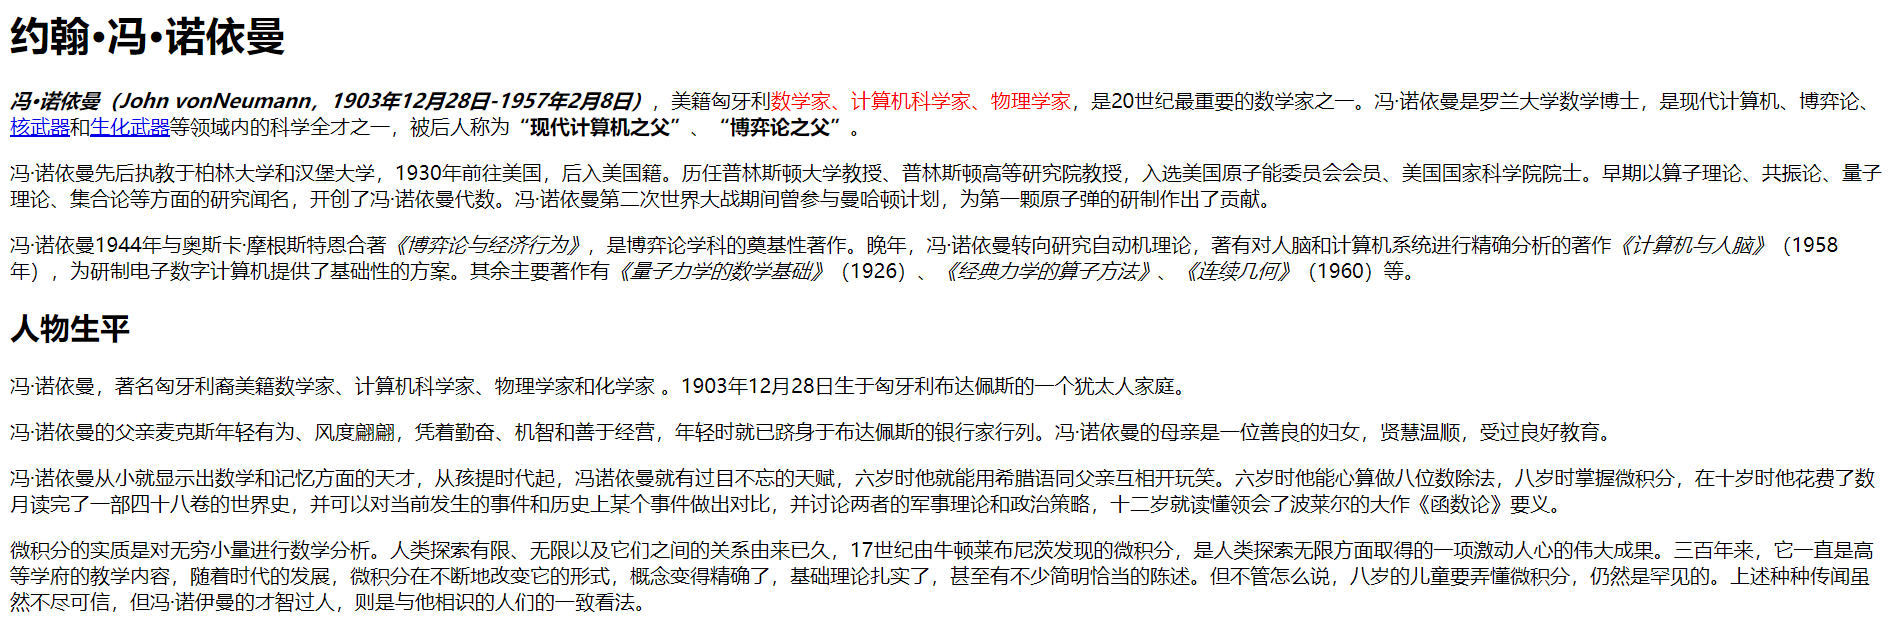 约翰·冯·诺依曼
冯·诺依曼（John vonNeumann，1903年12月28日-1957年2月8日），美籍匈牙利数学家、计算机科学家、物理学家，是20世纪最重要的数学家之一。冯·诺依曼是罗兰大学数学博士，是现代计算机、博弈论、
核武器和生化武器等领域内的科学全才之一，被后人称为“现代计算机之父”、“博弈论之父”。
冯·诺依曼先后执教于柏林大学和汉堡大学，1930年前往美国，后入美国籍。历任普林斯顿大学教授、普林斯顿高等研究院教授，入选美国原子能委员会会员、美国国家科学院院士。早期以算子理论、共振论、量子
理论、集合论等方面的研究闻名，开创了冯·诺依曼代数。冯·诺依曼第二次世界大战期间曾参与曼哈顿计划，为第一颗原子弹的研制作出了贡献。
冯·诺依曼1944年与奥斯卡·摩根斯特恩合著《博弈论与经济行为》，是博弈论学科的奠基性著作。晚年，冯·诺依曼转向研究自动机理论，著有对人脑和计算机系统进行精确分析的著作《计算机与人脑》（1958
年），为研制电子数字计算机提供了基础性的方案。其余主要著作有《量子力学的数学基础》（1926）、《经典力学的算子方法》、《连续几何》（1960）等。
人物生平
冯·诺依曼，著名匈牙利裔美籍数学家、计算机科学家、物理学家和化学家 。1903年12月28日生于匈牙利布达佩斯的一个犹太人家庭。
冯·诺依曼的父亲麦克斯年轻有为、风度翩翩，凭着勤奋、机智和善于经营，年轻时就已跻身于布达佩斯的银行家行列。冯·诺依曼的母亲是一位善良的妇女，贤慧温顺，受过良好教育。
冯·诺依曼从小就显示出数学和记忆方面的天才，从孩提时代起，冯诺依曼就有过目不忘的天赋，六岁时他就能用希腊语同父亲互相开玩笑。六岁时他能心算做八位数除法，八岁时掌握微积分，在十岁时他花费了数
月读完了一部四十八卷的世界史，并可以对当前发生的事件和历史上某个事件做出对比，并讨论两者的军事理论和政治策略，十二岁就读懂领会了波莱尔的大作《函数论》要义。
微积分的实质是对无穷小量进行数学分析。人类探索有限、无限以及它们之间的关系由来已久，17世纪由牛顿莱布尼茨发现的微积分，是人类探索无限方面取得的一项激动人心的伟大成果。三百年来，它一直是高
等学府的教学内容，随着时代的发展，微积分在不断地改变它的形式，概念变得精确了，基础理论扎实了，甚至有不少简明恰当的陈述。但不管怎么说，八岁的儿童要弄懂微积分，仍然是罕见的。上述种种传闻虽
然不尽可信，但冯·诺伊曼的才智过人，则是与他相识的人们的一致看法。